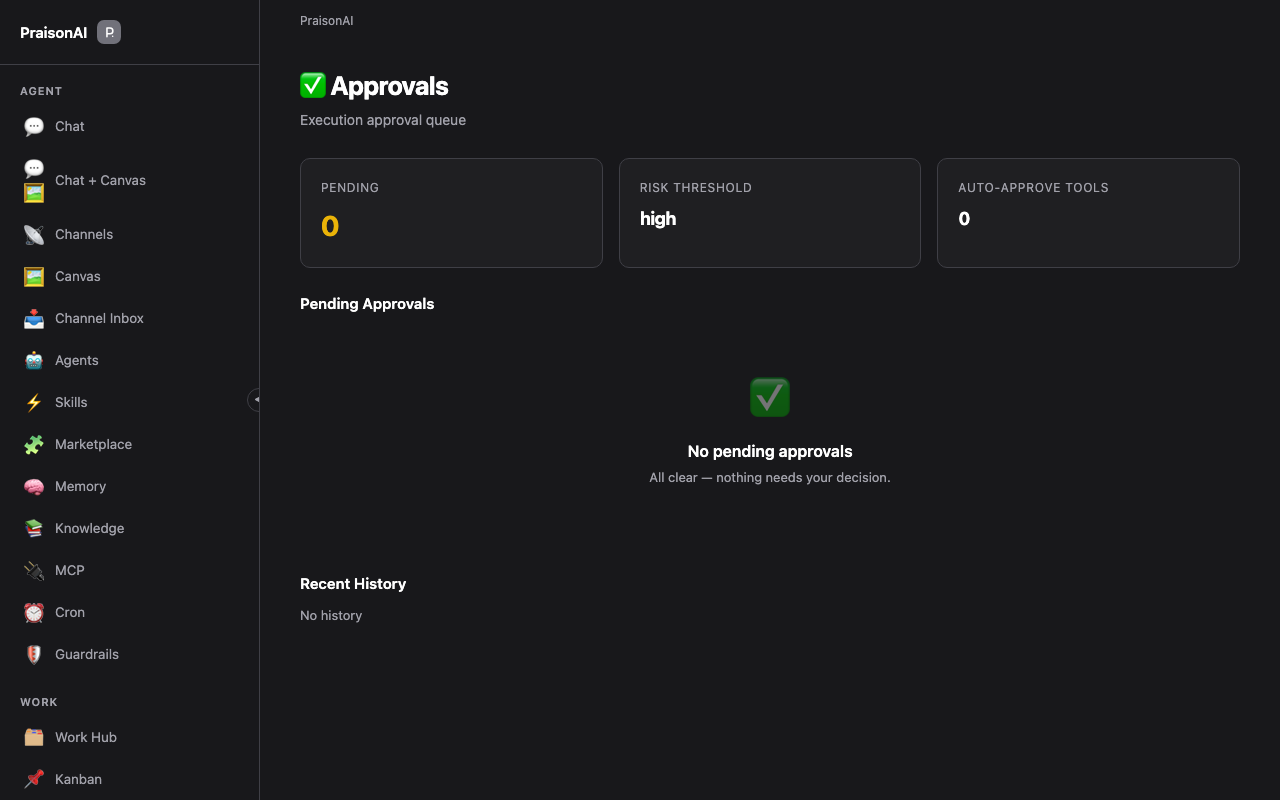 PraisonAI P.
AGENT
Chat
Chat + Canvas
Channels
Canvas
Channel Inbox
Agents
Skills
Marketplace
Memory
Knowledge
MCP
Cron
Guardrails
WORK
Work Hub
Kanban
PraisonAI
Approvals
Execution approval queue
PENDING
0
RISK THRESHOLD
high
AUTO-APPROVE TOOLS
0
Pending Approvals
No pending approvals
All clear — nothing needs your decision.
Recent History
No history